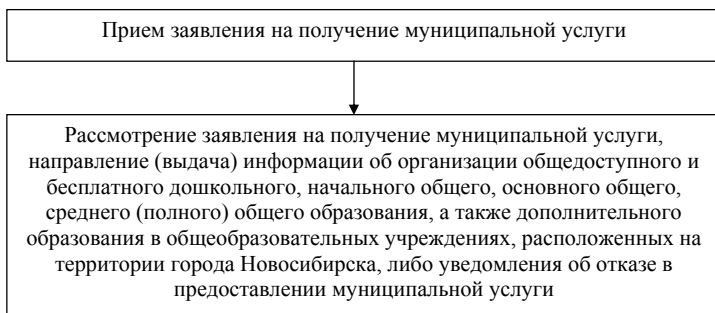 Прием заявления на получение муниципальной услуги
Рассмотрение заявления на получение муниципальной услуги,
направление (выдача) информации об организации общедоступного и
бесплатного дошкольного, начального общего, основного общего,
среднего (полного) общего образования, а также дополнительного
образования в общеобразовательных учреждениях, расположенных на
территории города Новосибирска, либо уведомления об отказе в
предоставлении муниципальной услуги